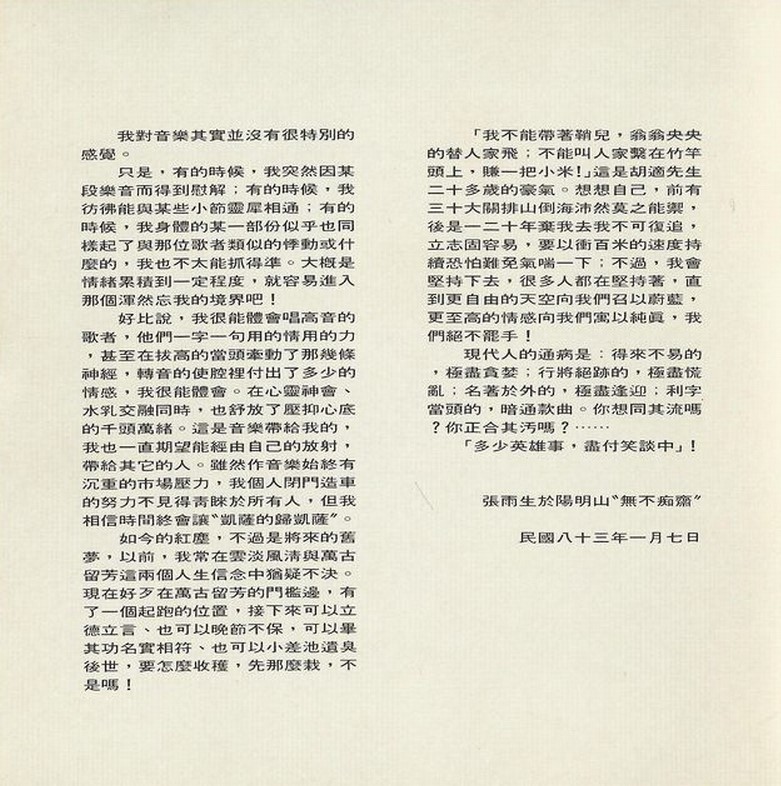 我對音樂其實並沒有很特別的
感覺。
只是，有的時候，我突然因某
段樂音而得到慰解；有的時候，我
彷彿能與某些小節靈犀相通；有的
時候，我身體的某一部份似乎也同
樣起了與那位歌者類似的悸動或什
麼的，我也不太能抓得準。大概是
情緒累積到一定程度，就容易進入
那個渾然忘我的境界吧！
好比說，我很能體會唱高音的
歌者，他們一字一句用的情用的力
，甚至在拔高的當頭牽動了那幾條
神經，轉音的使腔裡付出了多少的
情感，我很能體會。在心靈神會、
水乳交融同時，也舒放了壓抑心底
的千頭萬緒。這是音樂帶給我的，
我也一直期望能經由自己的放射，
帶給其它的人。雖然作音樂始終有
沉重的市場壓力，我個人閉門造車
的努力不見得靑睞於所有人，但我
相信時間終會讓〝凱薩的歸凱薩〞。
如今的紅塵，不過是將來的舊
夢，以前，我常在雲淡風淸與萬古
留芳這兩個人生信念中猶疑不決。
現在好歹在萬古留芳的門檻邊，有
了一個起跑的位置，接下來可以立
德立言、也可以晚節不保，可以畢
其功名實相符、也可以小差池遺臭
後世，要怎麼收穫，先那麼栽，不
是嗎！
「我不能帶著鞘兒，翁翁央央
的替人家飛；不能叫人家繫在竹竿
頭上，賺一把小米！」這是胡適先生
二十多歲的豪氣。想想自己，前有
三十大關排山倒海沛然莫之能禦，
後是一二十年棄我去我不可復追，
立志固容易，要以衝百米的速度持
續恐怕難免氣喘一下；不過，我會
堅持下去，很多人都在堅持著，直
到更自由的天空向我們召以蔚藍，
更至高的情感向我們寓以純眞，我
們絕不罷手！
現代人的通病是：得來不易的
，極盡貪婪；行將絕跡的，極盡慌
亂；名著於外的，極盡逢迎；利字
當頭的，暗通款曲。你想同其流嗎
？你正合其汚嗎？……
「多少英雄事，盡付笑談中」！
張雨生於陽明山〝無不痴齋〞
民國八十三年一月七日